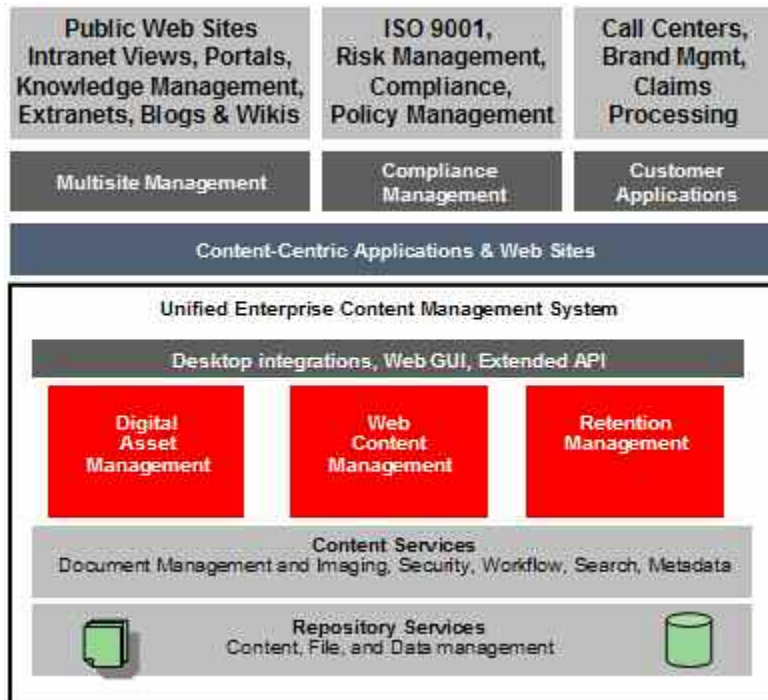 Public Web Sites
Intranet Views, Portals,
Knowledge Management,
Extranets, Blogs & Wikis
ISO 9001,
Risk Management,
Compliance,
Policy Management
Call Centers,
Brand Mgmt,
Claims
Processing
Multisite Management
Compliance
Management
Customer
Applications
Content-Centric Applications & Web Sites
Unified Enterprise Content Management System
Desktop integrations, Web GUI, Extended API
Digital
Asset
Management
Web
Content
Management
Retention
Management
Content Services
Document Management and Imaging, Security, Workflow, Search, Metadata
Repository Services
Content, File, and Data management